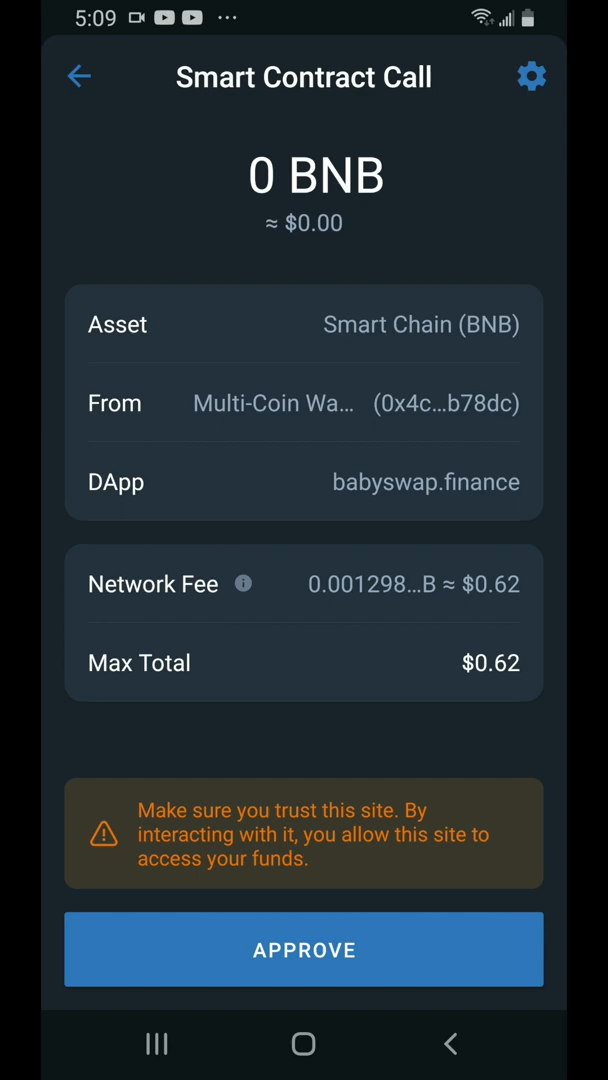 5:09
Smart Contract Call
0 BNB
≈ $0.00
Asset Smart Chain (BNB)
From Multi-Coin Wa... (0x4c...b78dc)
DApp babyswap.finance
Network Fee 0.001298...B ≈ $0.62
Max Total $0.62
Make sure you trust this site. By
interacting with it, you allow this site to
access your funds.
APPROVE